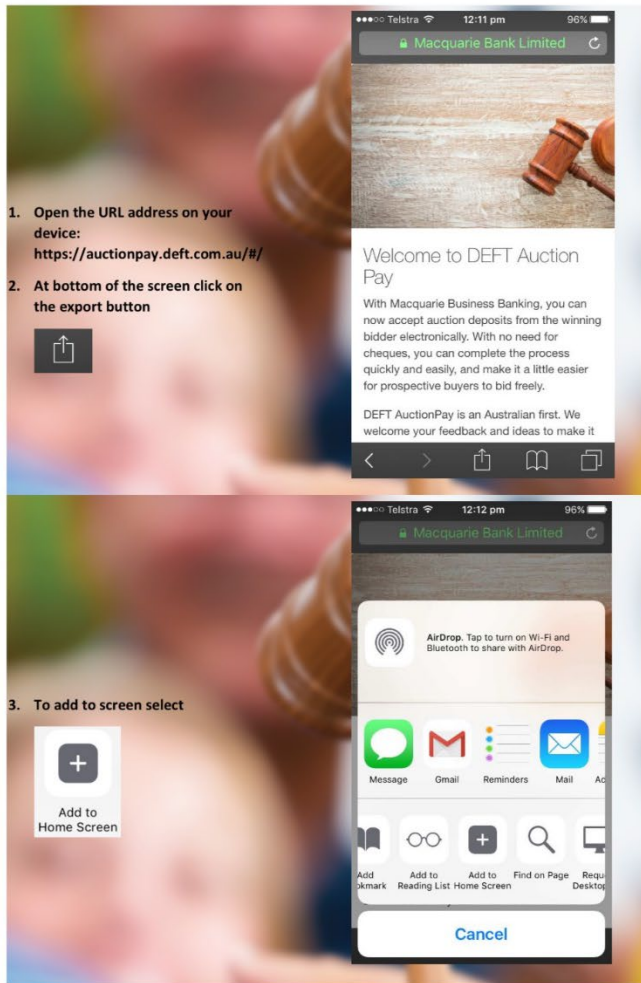 1. Open the URL address on your
device:
https://auctionpay.deft.com.au/#/
2. At bottom of the screen click on
the export button
Telstra 12:11 pm 96%
Macquarie Bank Limited
Welcome to DEFT Auction
Pay
With Macquarie Business Banking, you can
now accept auction deposits from the winning
bidder electronically. With no need for
cheques, you can complete the process
quickly and easily, and make it a little easier
for prospective buyers to bid freely.
DEFT AuctionPay is an Australian first. We
welcome your feedback and ideas to make it
3. To add to screen select
Add to
Home Screen
Telstra 12:12 pm 96%
Macquarie Bank Limited
AirDrop. Tap to turn on Wi-Fi and
Bluetooth to share with AirDrop.
Message Gmail Reminders Mail Ad
Add Add to Add to Find on Page Requ
okmark Reading List Home Screen Desktop
Cancel